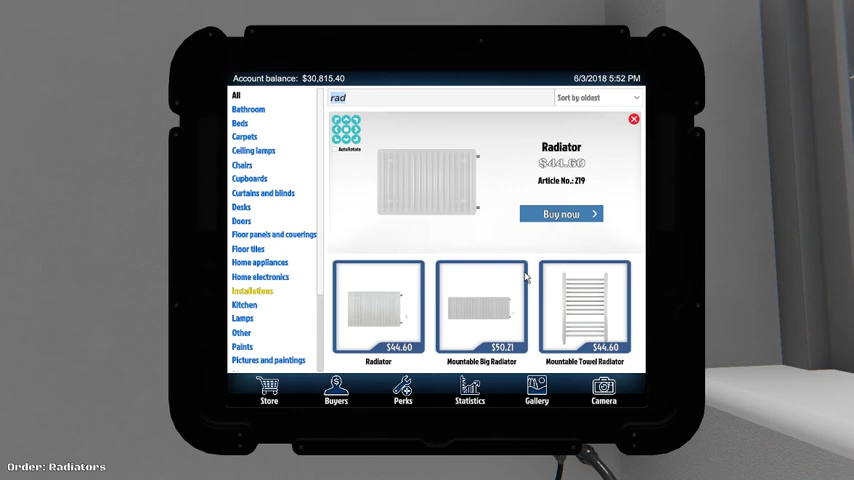 Account balance: $30,815.40
6/3/2018 5:52 PM
All
Bathroom
Beds
Carpets
Ceiling lamps
Chairs
Cupboards
Curtains and blinds
Desks
Doors
Floor panels and coverings
Floor tiles
Home appliances
Home electronics
Installations
Kitchen
Lamps
Other
Paints
Pictures and paintings
rad
Sort by oldest
AutoRotate
Radiator
$44.60
Article No.: Z19
Buy now
$44.60
$50.21
$44.60
Radiator
Mountable Big Radiator
Mountable Towel Radiator
Store
Buyers
Perks
Statistics
Gallery
Camera
Order: Radiators